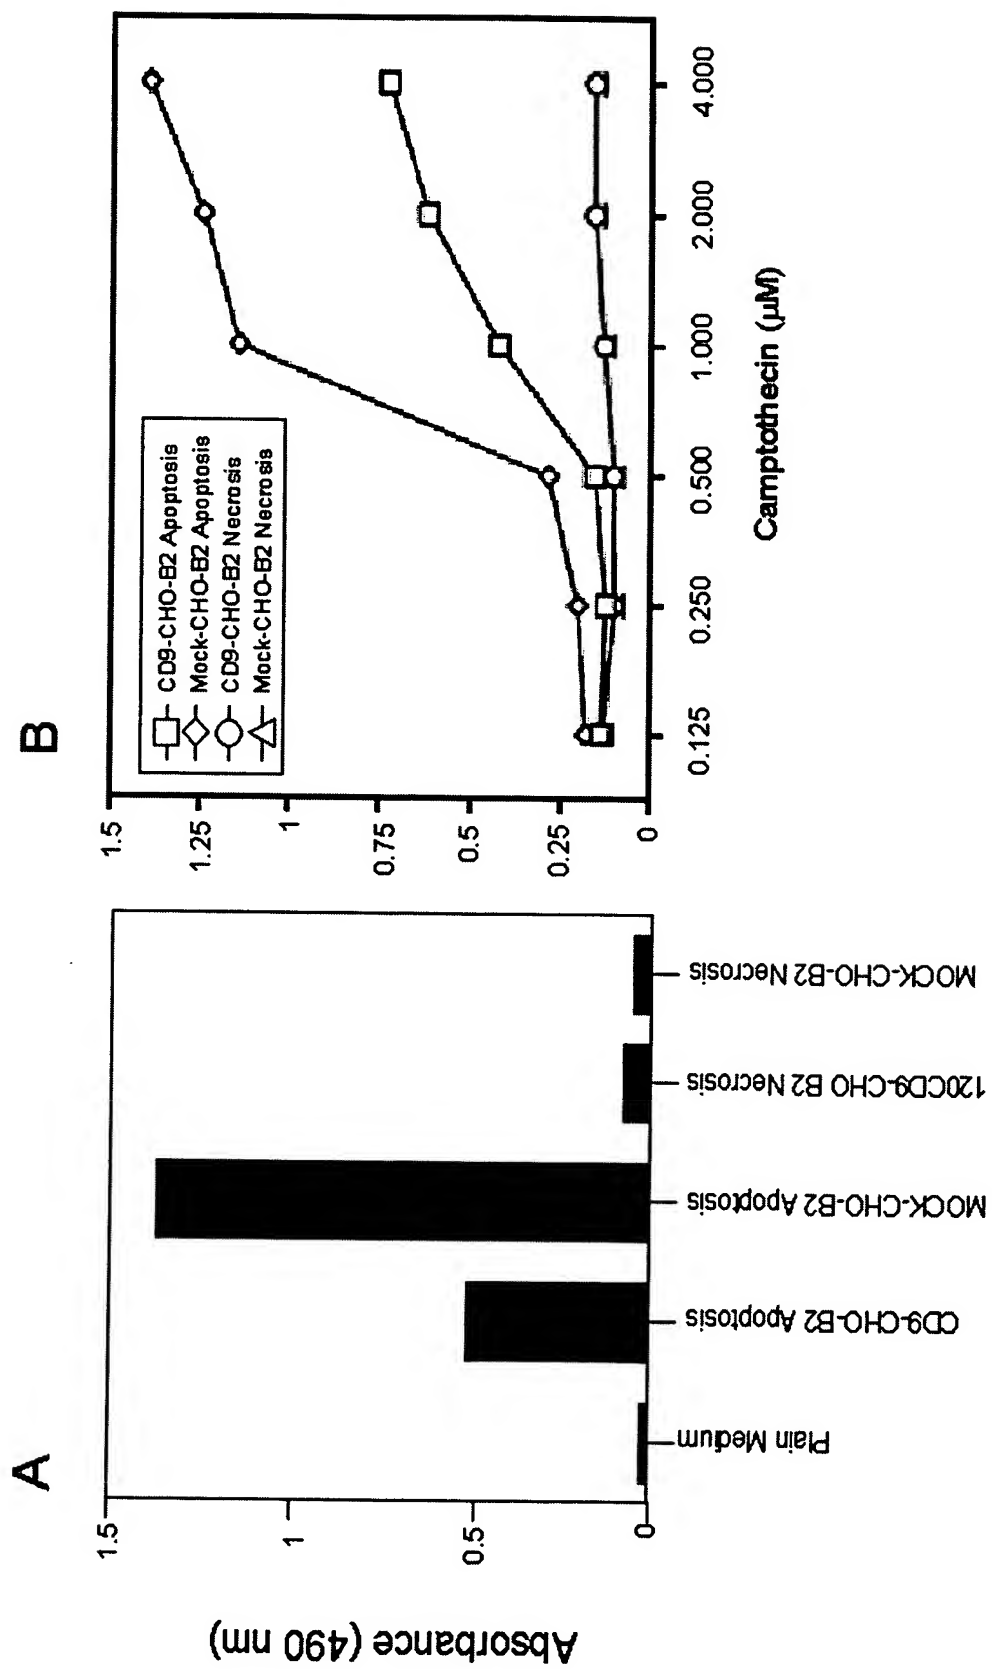 A
Absorbance (490 nm)
1.5
1
0.5
0
Plain Medium
CD9-CHO-B2 Apoptosis
MOCK-CHO-B2 Apoptosis
120CD9-CHO B2 Necrosis
MOCK-CHO-B2 Necrosis
B
1.5
1.25
1
0.75
0.5
0.25
0
CD9-CHO-B2 Apoptosis
Mock-CHO-B2 Apoptosis
CD9-CHO-B2 Necrosis
Mock-CHO-B2 Necrosis
0.125
0.250
0.500
1.000
2.000
4.000
Camptothecin (µM)